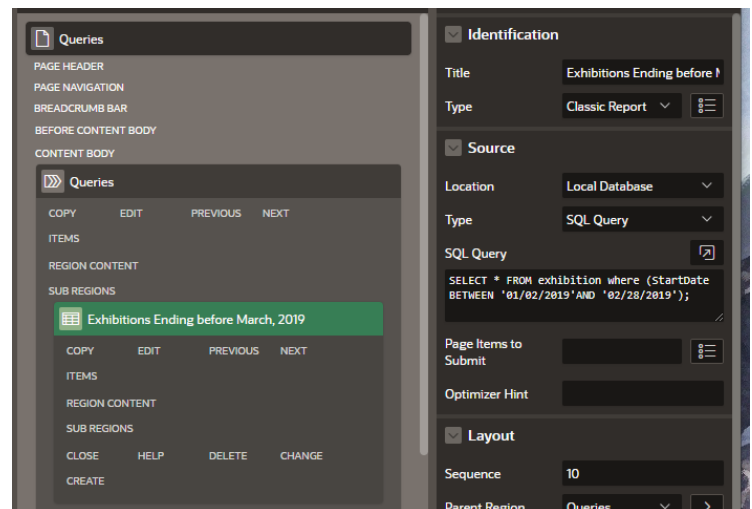 Queries
PAGE HEADER
PAGE NAVIGATION
BREADCRUMB BAR
BEFORE CONTENT BODY
CONTENT BODY
Queries
COPY EDIT PREVIOUS NEXT
ITEMS
REGION CONTENT
SUB REGIONS
Exhibitions Ending before March, 2019
COPY EDIT PREVIOUS NEXT
ITEMS
REGION CONTENT
SUB REGIONS
CLOSE HELP DELETE CHANGE
CREATE
Identification
Title Exhibitions Ending before M
Type Classic Report
Source
Location Local Database
Type SQL Query
SQL Query
SELECT * FROM exhibition where (StartDate
BETWEEN '01/02/2019'AND '02/28/2019');
Page Items to
Submit
Optimizer Hint
Layout
Sequence 10
Parent Region Queries